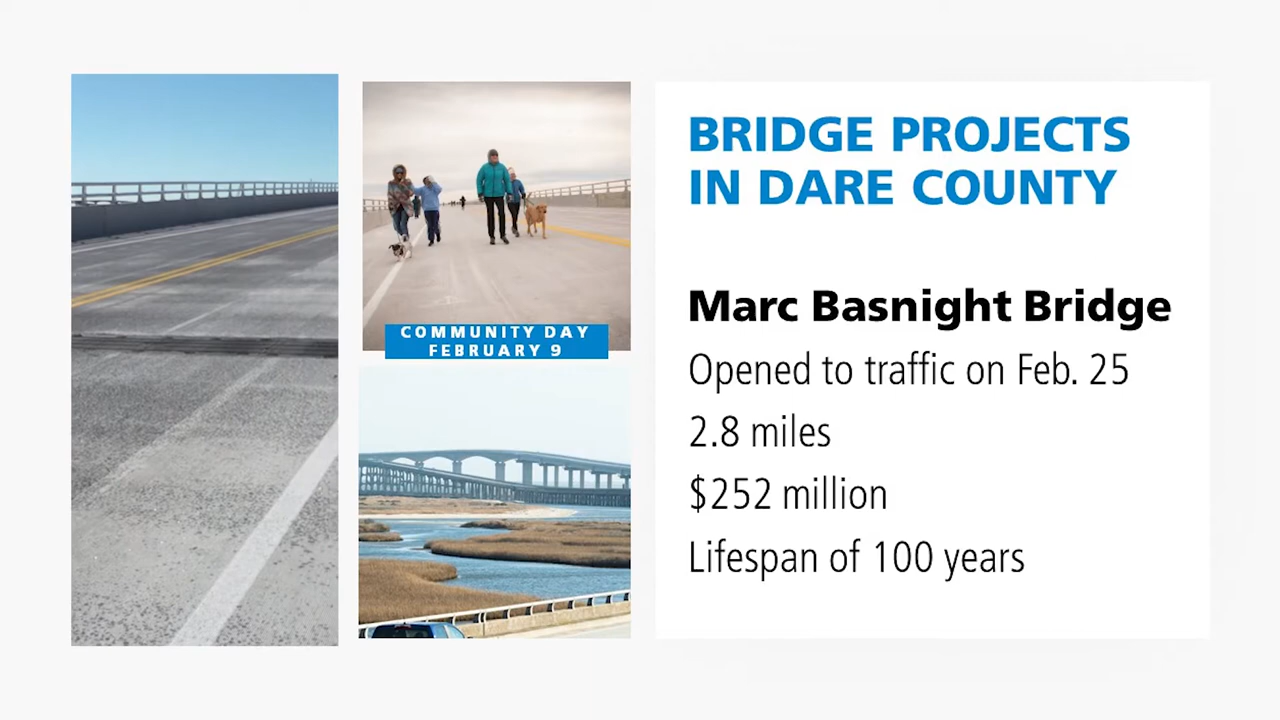 COMMUNITY DAY
FEBRUARY 9
BRIDGE PROJECTS
IN DARE COUNTY
Marc Basnight Bridge
Opened to traffic on Feb. 25
2.8 miles
$252 million
Lifespan of 100 years